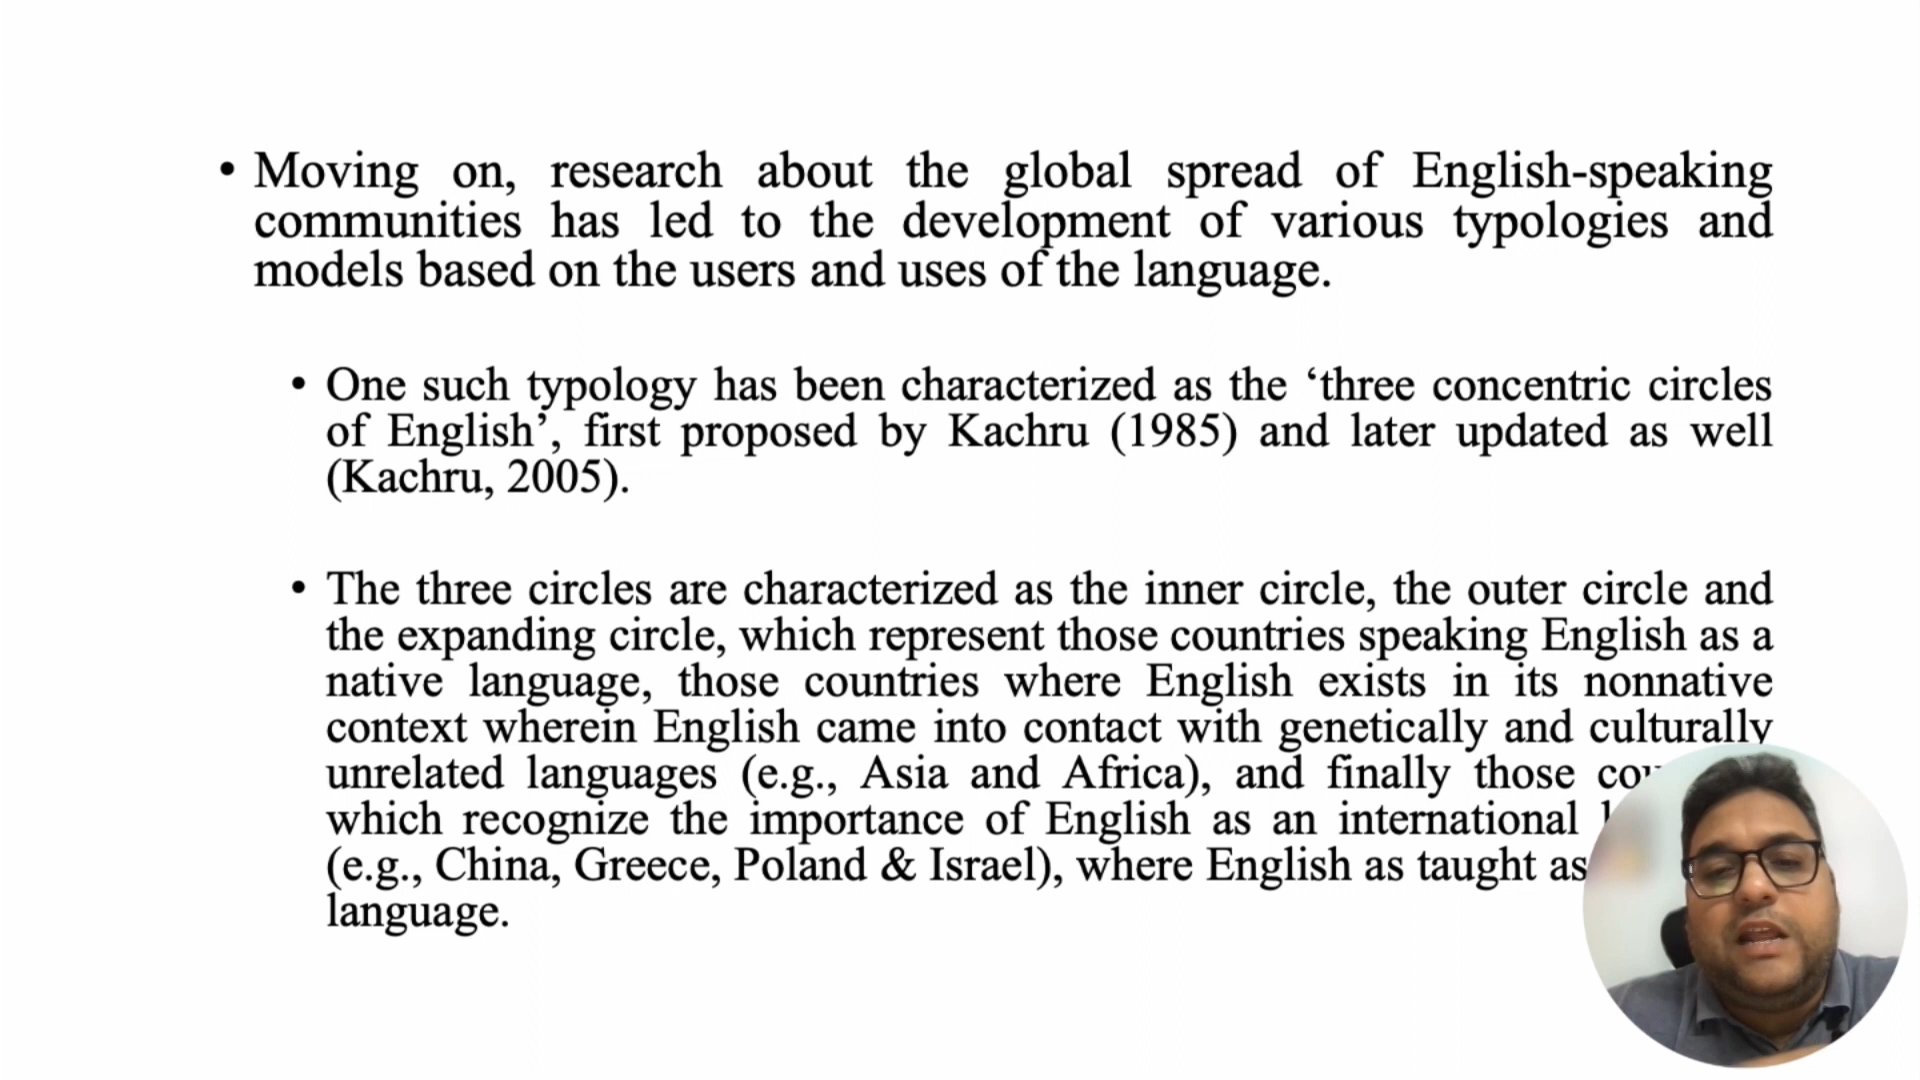 • Moving on, research about the global spread of English-speaking
communities has led to the development of various typologies and
models based on the users and uses of the language.
• One such typology has been characterized as the ‘three concentric circles
of English’, first proposed by Kachru (1985) and later updated as well
(Kachru, 2005).
• The three circles are characterized as the inner circle, the outer circle and
the expanding circle, which represent those countries speaking English as a
native language, those countries where English exists in its nonnative
context wherein English came into contact with genetically and culturally
unrelated languages (e.g., Asia and Africa), and finally those
which recognize the importance of English as an international
(e.g., China, Greece, Poland & Israel), where English as taught as
language.